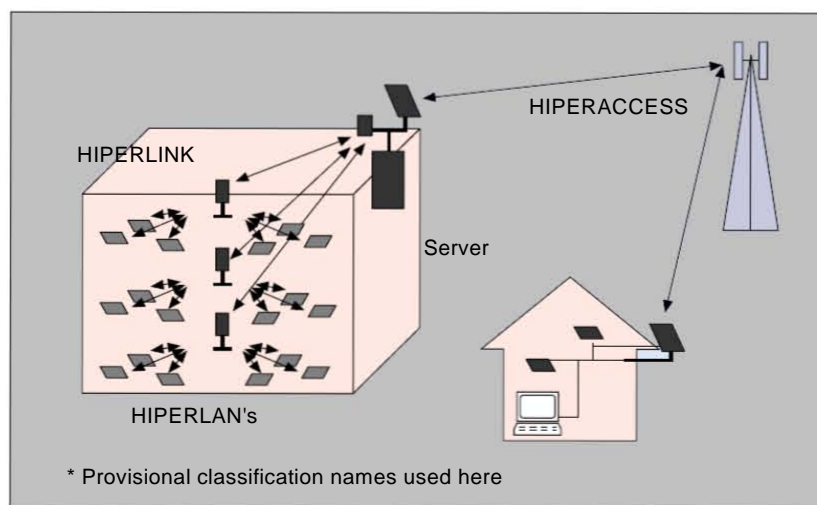 HIPERACCESS
HIPERLINK
Server
HIPERLAN's
* Provisional classification names used here